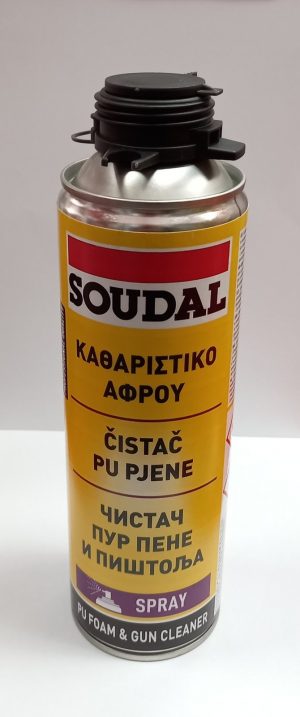 SOUDAL
ΚΑΘΑΡΙΣΤΙΚΟ
ΑΦΡΟΥ
ČISTAČ
PU PJENE
ЧИСТАЧ
ПУР ПЕНЕ
И ПИШТОЉА
SPRAY
PU FOAM & GUN CLEANER